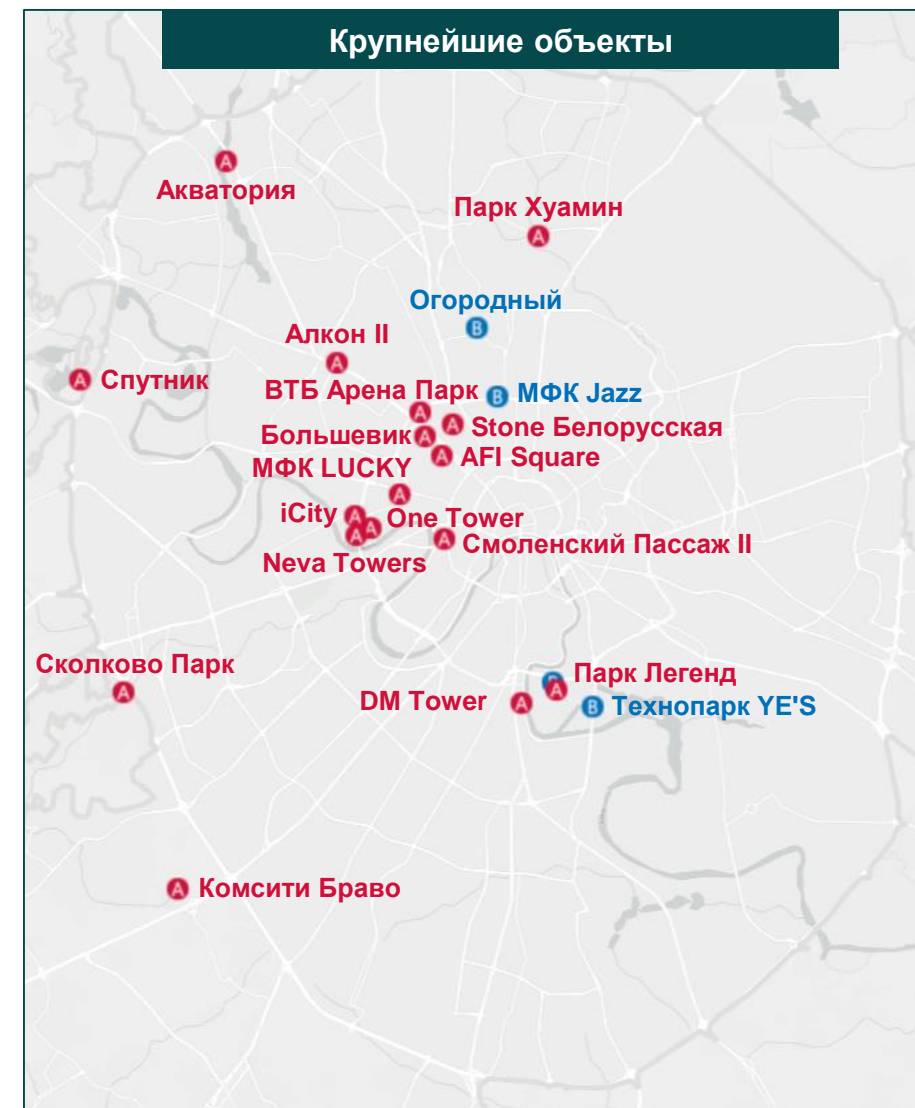 Крупнейшие объекты
A
Акватория
Парк Хуамин
A
Огородный
B
Алкон II
A
A Спутник
ВТБ Арена Парк
B МФК Jazz
A
A Stone Белорусская
Большевик A
A AFI Square
МФК LUCKY
A
iCity A
A One Tower
A
Neva Towers
A Смоленский Пассаж II
Сколково Парк
A
A Парк Легенд
DM Tower A
B Технопарк YE'S
A Комсити Браво